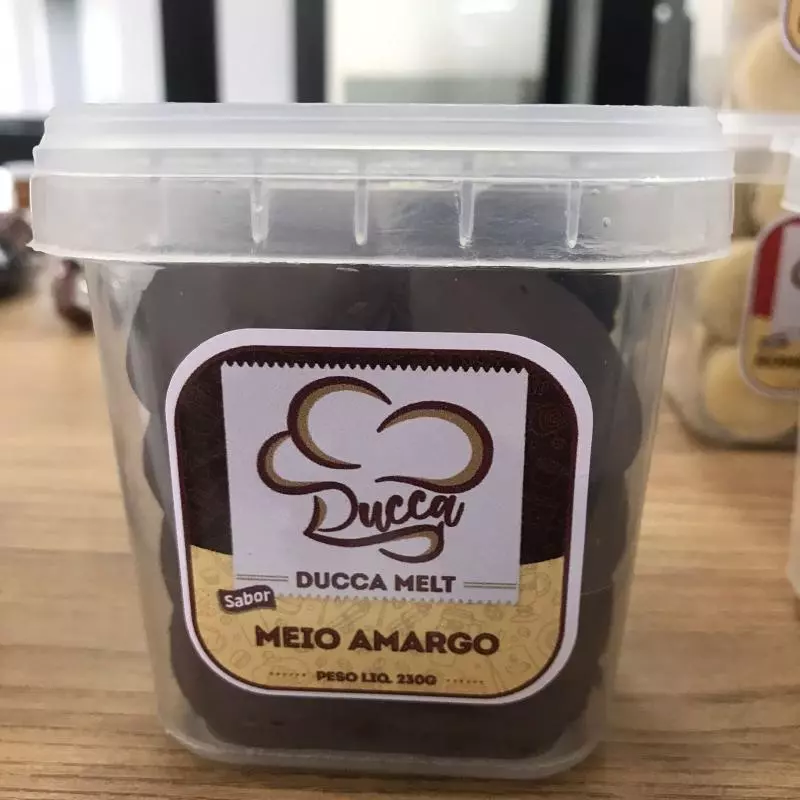 Ducca
DUCCA MELT
Sabor
MEIO AMARGO
PESO LIQ. 230G